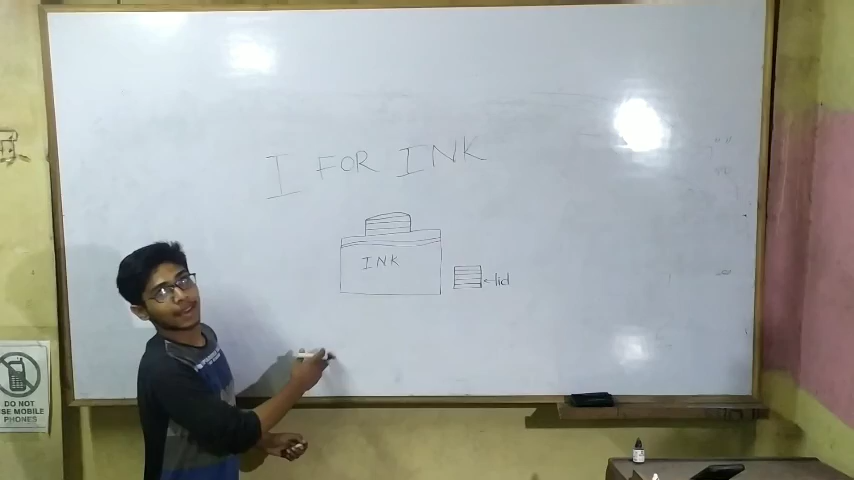 I FOR INK
INK
←lid
DO NOT
USE MOBILE
PHONES